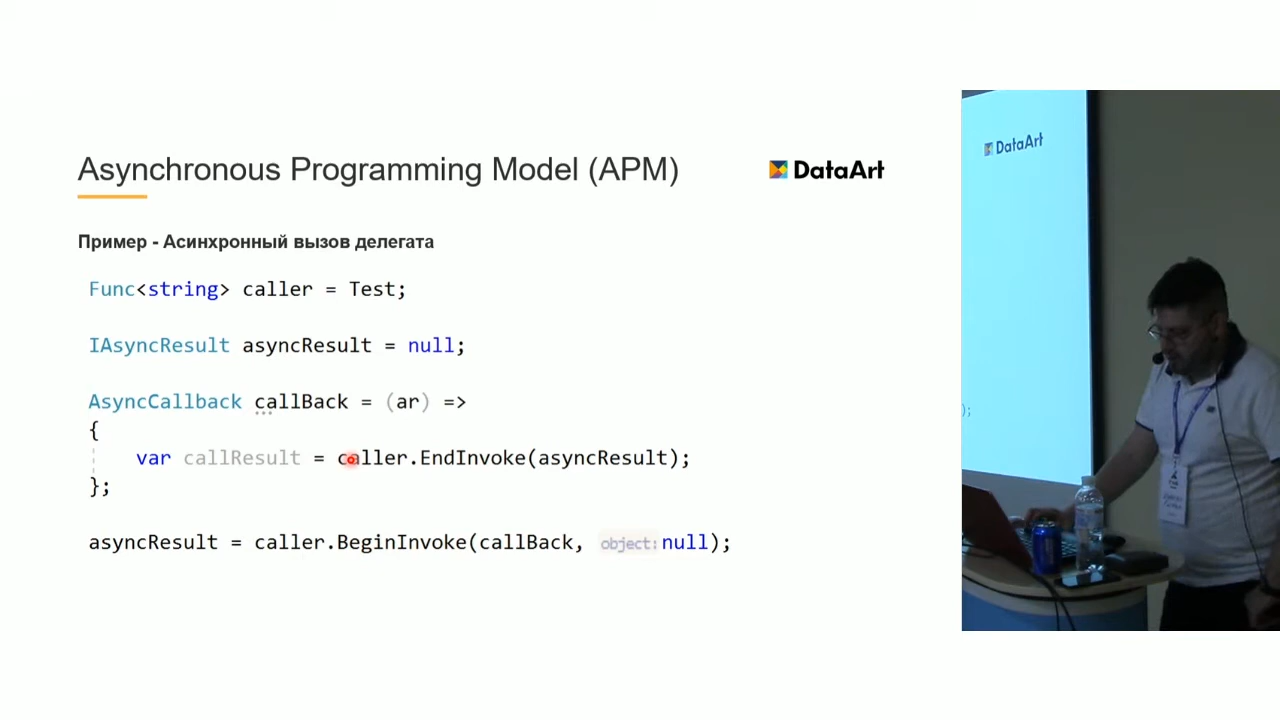 Asynchronous Programming Model (APM)
DataArt
Пример - Асинхронный вызов делегата
Func<string> caller = Test;
IAsyncResult asyncResult = null;
AsyncCallback callBack = (ar) =>
{
var callResult = caller.EndInvoke(asyncResult);
};
asyncResult = caller.BeginInvoke(callBack, object: null);
DataArt
);